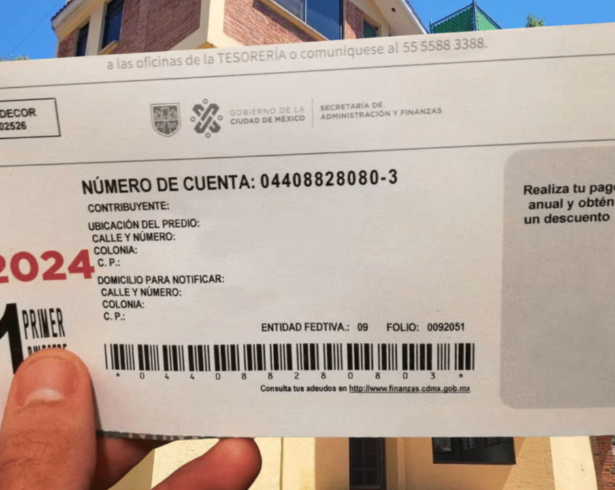 a las oficinas de la TESORERÍA o comuniquese al 55 5588 3388.
DECOR
02526
GOBIERNO DE LA
CIUDAD DE MÉXICO
SECRETARÍA DE
ADMINISTRACIÓN Y FINANZAS
NÚMERO DE CUENTA: 04408828080-3
CONTRIBUYENTE:
UBICACIÓN DEL PREDIO:
CALLE Y NÚMERO:
COLONIA:
C. P.:
DOMICILIO PARA NOTIFICAR:
CALLE Y NÚMERO:
COLONIA:
C. P.:
2024
1 PRIMER
Realiza tu pago
anual y obtén
un descuento
ENTIDAD FEDTIVA.: 09 FOLIO: 0092051
* 0 4 4 0 8 8 2 8 0 8 0 3 *
Consulta tus adeudos en http://www.finanzas.cdmx.gob.mx